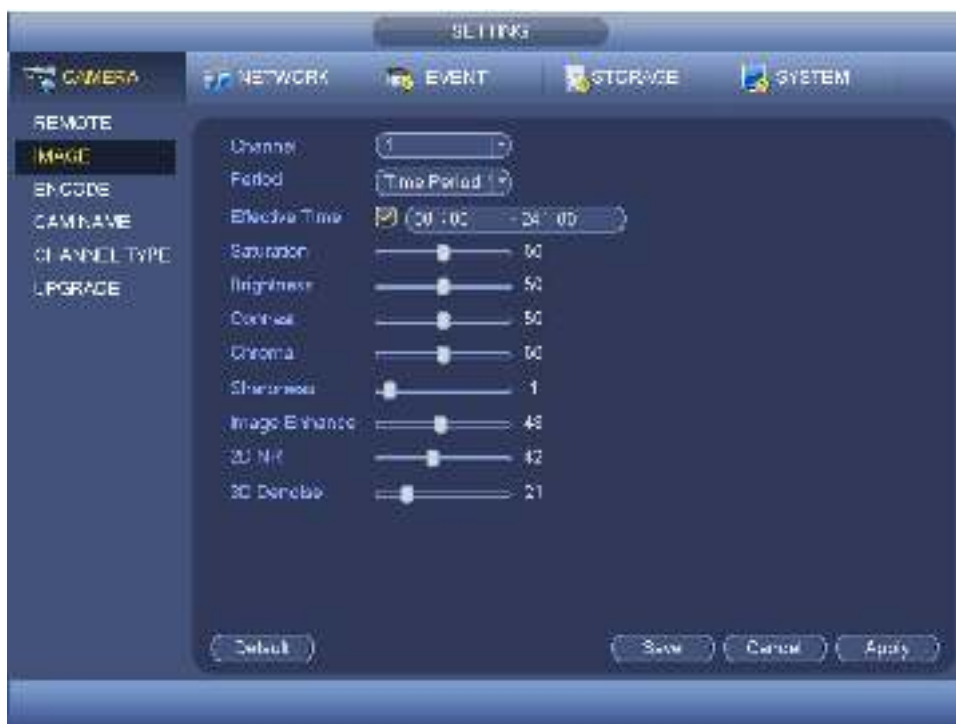 SETTING
CAMERA NETWORK EVENT STORAGE SYSTEM
REMOTE
IMAGE
ENCODE
CAM NAME
CHANNEL TYPE
UPGRADE
Channel 1
Period Time Period 1
Effective Time 00 : 00 - 24 : 00
Saturation 50
Brightness 50
Contrast 50
Chroma 50
Sharpness 1
Image Enhance
2D NR 42
3D Denoise 21
Default Save Cancel Apply